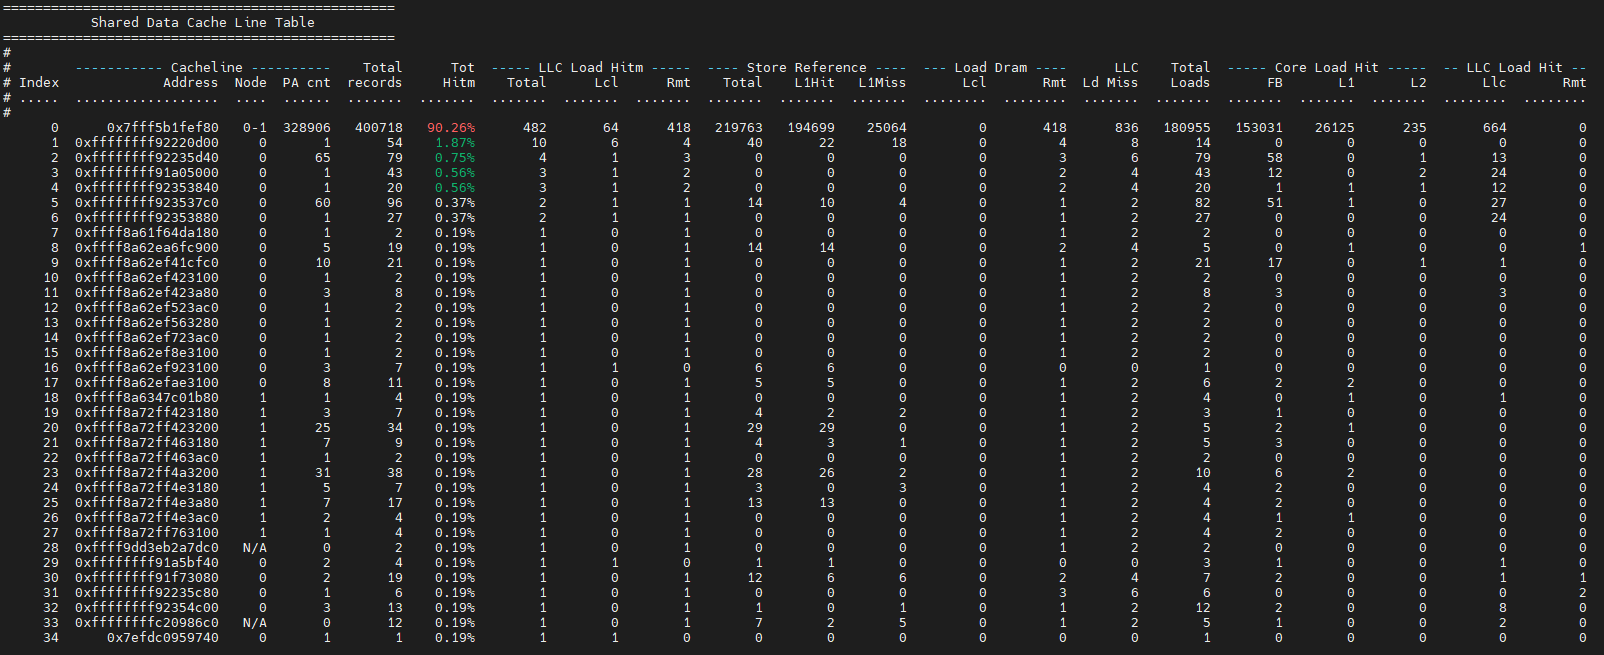 =================================================
           Shared Data Cache Line Table
=================================================
#
#        ----------- Cacheline ----------    Total      Tot  ----- LLC Load Hitm -----  ---- Store Reference ----  --- Load Dram ----      LLC    Total  ----- Core Load Hit -----  -- LLC Load Hit --
# Index             Address  Node  PA cnt  records     Hitm    Total      Lcl      Rmt    Total    L1Hit   L1Miss       Lcl       Rmt  Ld Miss    Loads       FB       L1       L2       Llc       Rmt
# .....  ..................  ....  ......  .......  .......  .......  .......  .......  .......  .......  .......  ........  ........  .......  .......  .......  .......  .......  ........  ........
#
0 0x7fff5b1fef80 0-1 328906 400718 90.26% 482 64 418 219763 194699 25064 0 418 836 180955 153031 26125 235 664 0
1 0xffffffff92220d00 0 1 54 1.87% 10 6 4 40 22 18 0 4 8 14 0 0 0 0 0
2 0xffffffff92235d40 0 65 79 0.75% 4 1 3 0 0 0 0 3 6 79 58 0 1 13 0
3 0xffffffff91a05000 0 1 43 0.56% 3 1 2 0 0 0 0 2 4 43 12 0 2 24 0
4 0xffffffff92353840 0 1 20 0.56% 3 1 2 0 0 0 0 2 4 20 1 1 1 12 0
5 0xffffffff923537c0 0 60 96 0.37% 2 1 1 14 10 4 0 1 2 82 51 1 0 27 0
6 0xffffffff92353880 0 1 27 0.37% 2 1 1 0 0 0 0 1 2 27 0 0 0 24 0
7 0xffff8a61f64da180 0 1 2 0.19% 1 0 1 0 0 0 0 1 2 2 0 0 0 0 0
8 0xffff8a62ea6fc900 0 5 19 0.19% 1 0 1 14 14 0 0 2 4 5 0 1 0 0 1
9 0xffff8a62ef41cfc0 0 10 21 0.19% 1 0 1 0 0 0 0 1 2 21 17 0 1 1 0
10 0xffff8a62ef423100 0 1 2 0.19% 1 0 1 0 0 0 0 1 2 2 0 0 0 0 0
11 0xffff8a62ef423a80 0 3 8 0.19% 1 0 1 0 0 0 0 1 2 8 3 0 0 3 0
12 0xffff8a62ef523ac0 0 1 2 0.19% 1 0 1 0 0 0 0 1 2 2 0 0 0 0 0
13 0xffff8a62ef563280 0 1 2 0.19% 1 0 1 0 0 0 0 1 2 2 0 0 0 0 0
14 0xffff8a62ef723ac0 0 1 2 0.19% 1 0 1 0 0 0 0 1 2 2 0 0 0 0 0
15 0xffff8a62ef8e3100 0 1 2 0.19% 1 0 1 0 0 0 0 1 2 2 0 0 0 0 0
16 0xffff8a62ef923100 0 3 7 0.19% 1 1 0 6 6 0 0 0 0 1 0 0 0 0 0
17 0xffff8a62efae3100 0 8 11 0.19% 1 0 1 5 5 0 0 1 2 6 2 2 0 0 0
18 0xffff8a6347c01b80 1 1 4 0.19% 1 0 1 0 0 0 0 1 2 4 0 1 0 1 0
19 0xffff8a72ff423180 1 3 7 0.19% 1 0 1 4 2 2 0 1 2 3 1 0 0 0 0
20 0xffff8a72ff423200 1 25 34 0.19% 1 0 1 29 29 0 0 1 2 5 2 1 0 0 0
21 0xffff8a72ff463180 1 7 9 0.19% 1 0 1 4 3 1 0 1 2 5 3 0 0 0 0
22 0xffff8a72ff463ac0 1 1 2 0.19% 1 0 1 0 0 0 0 1 2 2 0 0 0 0 0
23 0xffff8a72ff4a3200 1 31 38 0.19% 1 0 1 28 26 2 0 1 2 10 6 2 0 0 0
24 0xffff8a72ff4e3180 1 5 7 0.19% 1 0 1 3 0 3 0 1 2 4 2 0 0 0 0
25 0xffff8a72ff4e3a80 1 7 17 0.19% 1 0 1 13 13 0 0 1 2 4 2 0 0 0 0
26 0xffff8a72ff4e3ac0 1 2 4 0.19% 1 0 1 0 0 0 0 1 2 4 1 1 0 0 0
27 0xffff8a72ff763100 1 1 4 0.19% 1 0 1 0 0 0 0 1 2 4 2 0 0 0 0
28 0xffff9dd3eb2a7dc0 N/A 0 2 0.19% 1 0 1 0 0 0 0 1 2 2 0 0 0 0 0
29 0xffffffff91a5bf40 0 2 4 0.19% 1 1 0 1 1 0 0 0 0 3 1 0 0 1 0
30 0xffffffff91f73080 0 2 19 0.19% 1 0 1 12 6 6 0 2 4 7 2 0 0 1 1
31 0xffffffff92235c80 0 1 6 0.19% 1 0 1 0 0 0 0 3 6 6 0 0 0 0 2
32 0xffffffff92354c00 0 3 13 0.19% 1 0 1 1 0 1 0 1 2 12 2 0 0 8 0
33 0xffffffffc20986c0 N/A 0 12 0.19% 1 0 1 7 2 5 0 1 2 5 1 0 0 2 0
34 0x7efdc0959740 0 1 1 0.19% 1 1 0 0 0 0 0 0 0 1 0 0 0 0 0